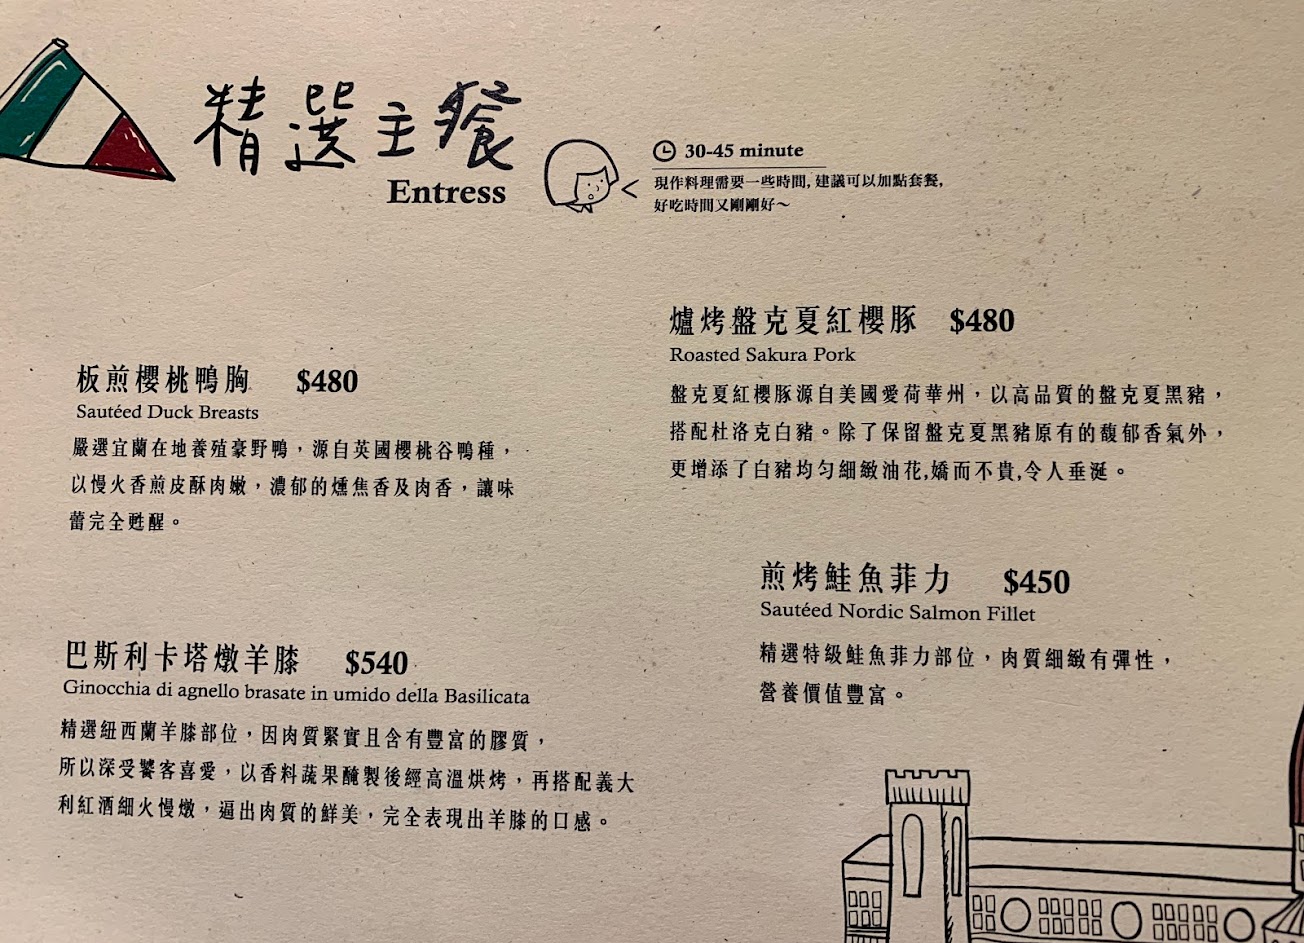 精選主餐
Entress
30-45 minute
現作料理需要一些時間, 建議可以加點套餐,
好吃時間又剛剛好～
板煎櫻桃鴨胸 $480
Sautéed Duck Breasts
嚴選宜蘭在地養殖豪野鴨，源自英國櫻桃谷鴨種，
以慢火香煎皮酥肉嫩，濃郁的燻焦香及肉香，讓味
蕾完全甦醒。
巴斯利卡塔燉羊膝 $540
Ginocchia di agnello brasate in umido della Basilicata
精選紐西蘭羊膝部位，因肉質緊實且含有豐富的膠質，
所以深受饕客喜愛，以香料蔬果醃製後經高溫烘烤，再搭配義大
利紅酒細火慢燉，逼出肉質的鮮美，完全表現出羊膝的口感。
爐烤盤克夏紅櫻豚 $480
Roasted Sakura Pork
盤克夏紅櫻豚源自美國愛荷華州，以高品質的盤克夏黑豬，
搭配杜洛克白豬。除了保留盤克夏黑豬原有的馥郁香氣外，
更增添了白豬均勻細緻油花,嬌而不貴,令人垂涎。
煎烤鮭魚菲力 $450
Sautéed Nordic Salmon Fillet
精選特級鮭魚菲力部位，肉質細緻有彈性，
營養價值豐富。